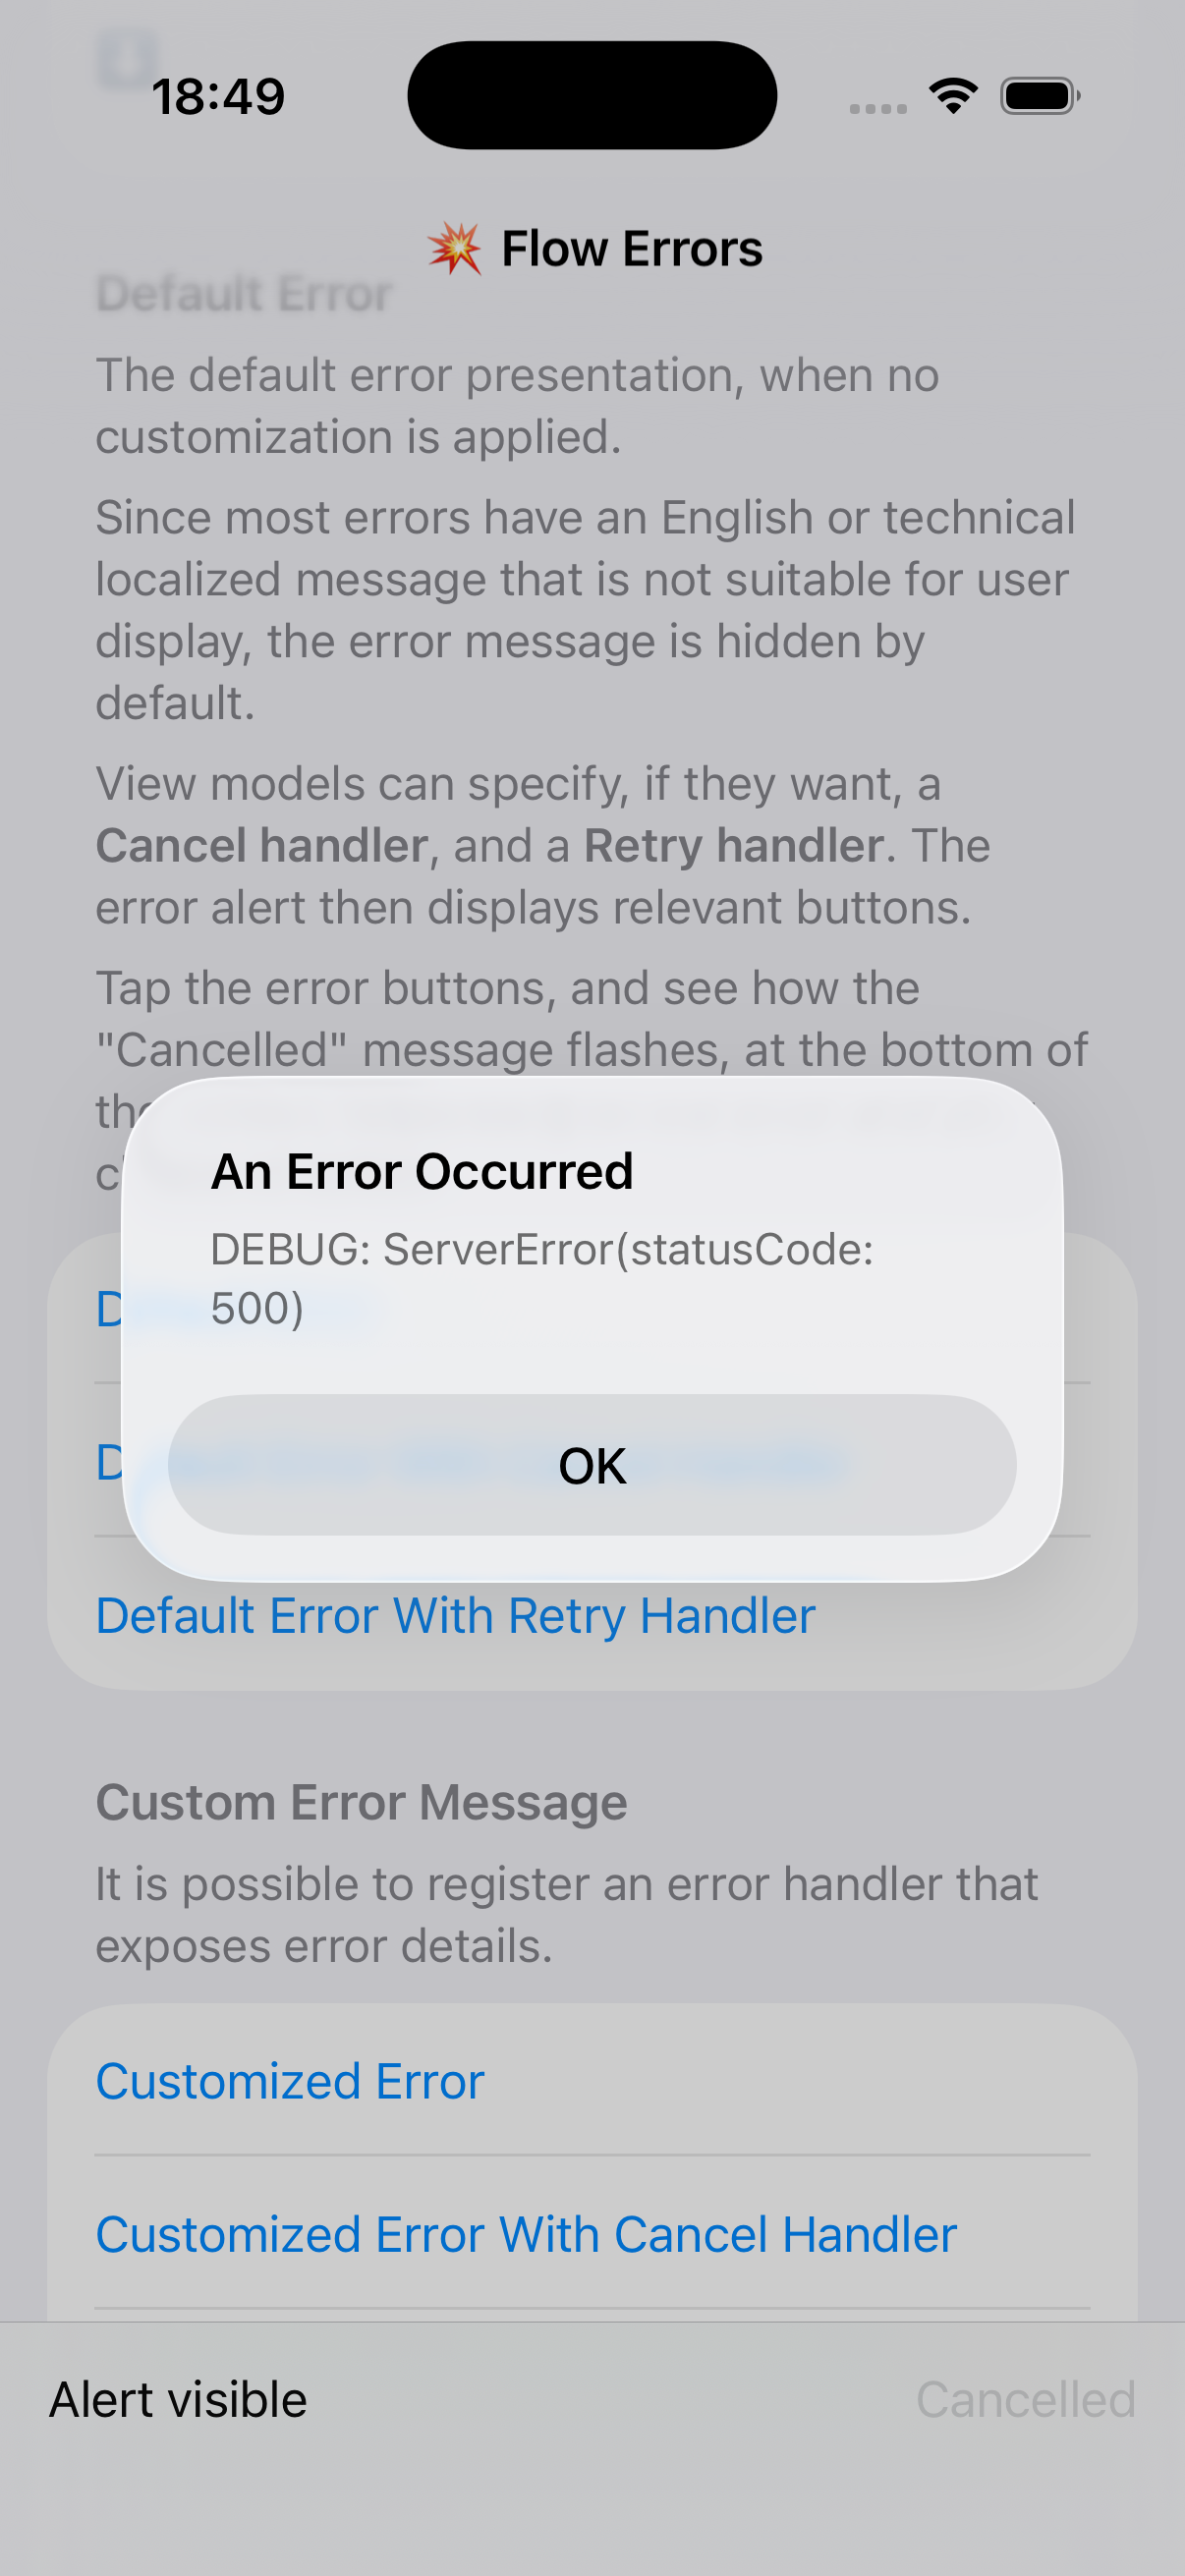 18:49
💥 Flow Errors
Default Error
The default error presentation, when no
customization is applied.
Since most errors have an English or technical
localized message that is not suitable for user
display, the error message is hidden by
default.
View models can specify, if they want, a
Cancel handler, and a Retry handler. The
error alert then displays relevant buttons.
Tap the error buttons, and see how the
"Cancelled" message flashes, at the bottom of
An Error Occurred
DEBUG: ServerError(statusCode:
500)
OK
Default Error With Retry Handler
Custom Error Message
It is possible to register an error handler that
exposes error details.
Customized Error
Customized Error With Cancel Handler
Alert visible
Cancelled